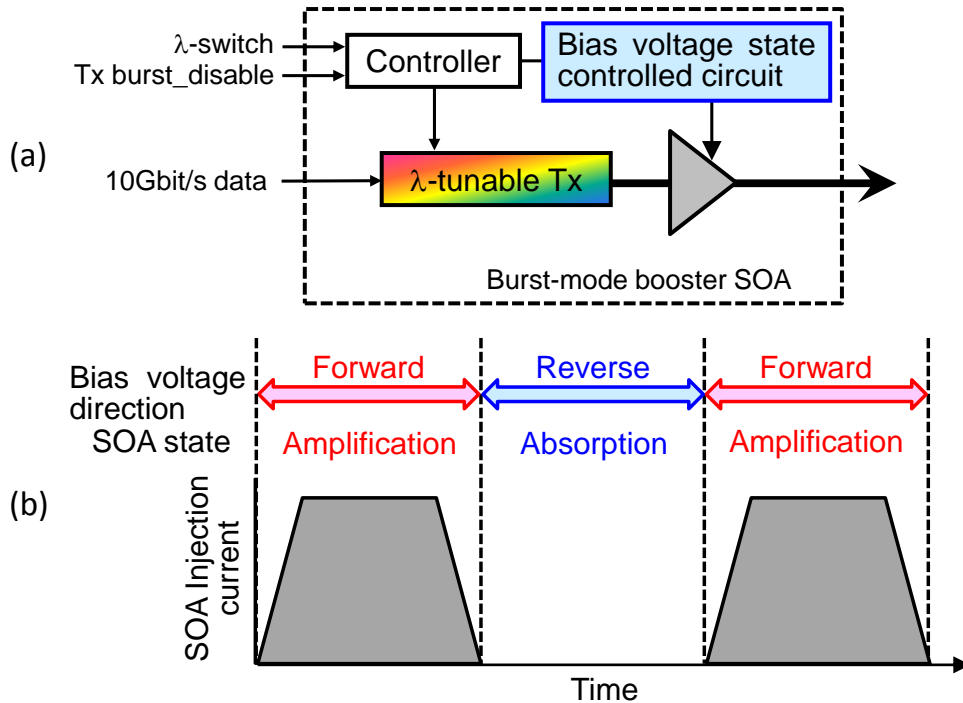 (a)
λ-switch
Tx burst_disable
10Gbit/s data
Controller
Bias voltage state
controlled circuit
λ-tunable Tx
Burst-mode booster SOA
(b)
Bias voltage
direction
Forward
Reverse
Forward
SOA state
Amplification
Absorption
Amplification
SOA Injection
current
Time